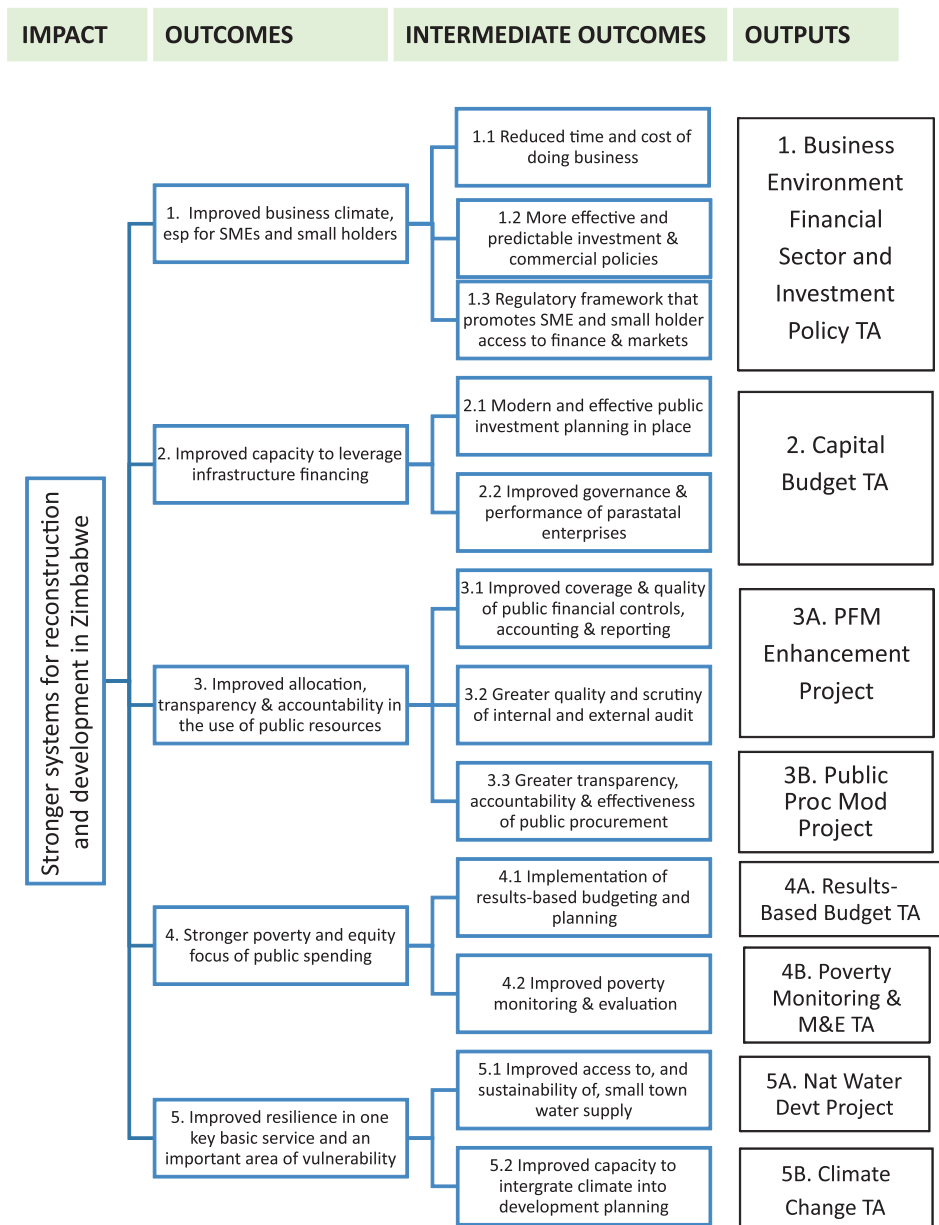 IMPACT
OUTCOMES
INTERMEDIATE OUTCOMES
OUTPUTS
Stronger systems for reconstruction
and development in Zimbabwe
1. Improved business climate,
esp for SMEs and small holders
1.1 Reduced time and cost of
doing business
1.2 More effective and
predictable investment &
commercial policies
1.3 Regulatory framework that
promotes SME and small holder
access to finance & markets
1. Business
Environment
Financial
Sector and
Investment
Policy TA
2. Improved capacity to leverage
infrastructure financing
2.1 Modern and effective public
investment planning in place
2.2 Improved governance &
performance of parastatal
enterprises
2. Capital
Budget TA
3. Improved allocation,
transparency & accountability in
the use of public resources
3.1 Improved coverage & quality
of public financial controls,
accounting & reporting
3.2 Greater quality and scrutiny
of internal and external audit
3.3 Greater transparency,
accountability & effectiveness
of public procurement
3A. PFM
Enhancement
Project
3B. Public
Proc Mod
Project
4. Stronger poverty and equity
focus of public spending
4.1 Implementation of
results-based budgeting and
planning
4.2 Improved poverty
monitoring & evaluation
4A. Results-
Based Budget TA
4B. Poverty
Monitoring &
M&E TA
5. Improved resilience in one
key basic service and an
important area of vulnerability
5.1 Improved access to, and
sustainability of, small town
water supply
5.2 Improved capacity to
intergrate climate into
development planning
5A. Nat Water
Devt Project
5B. Climate
Change TA